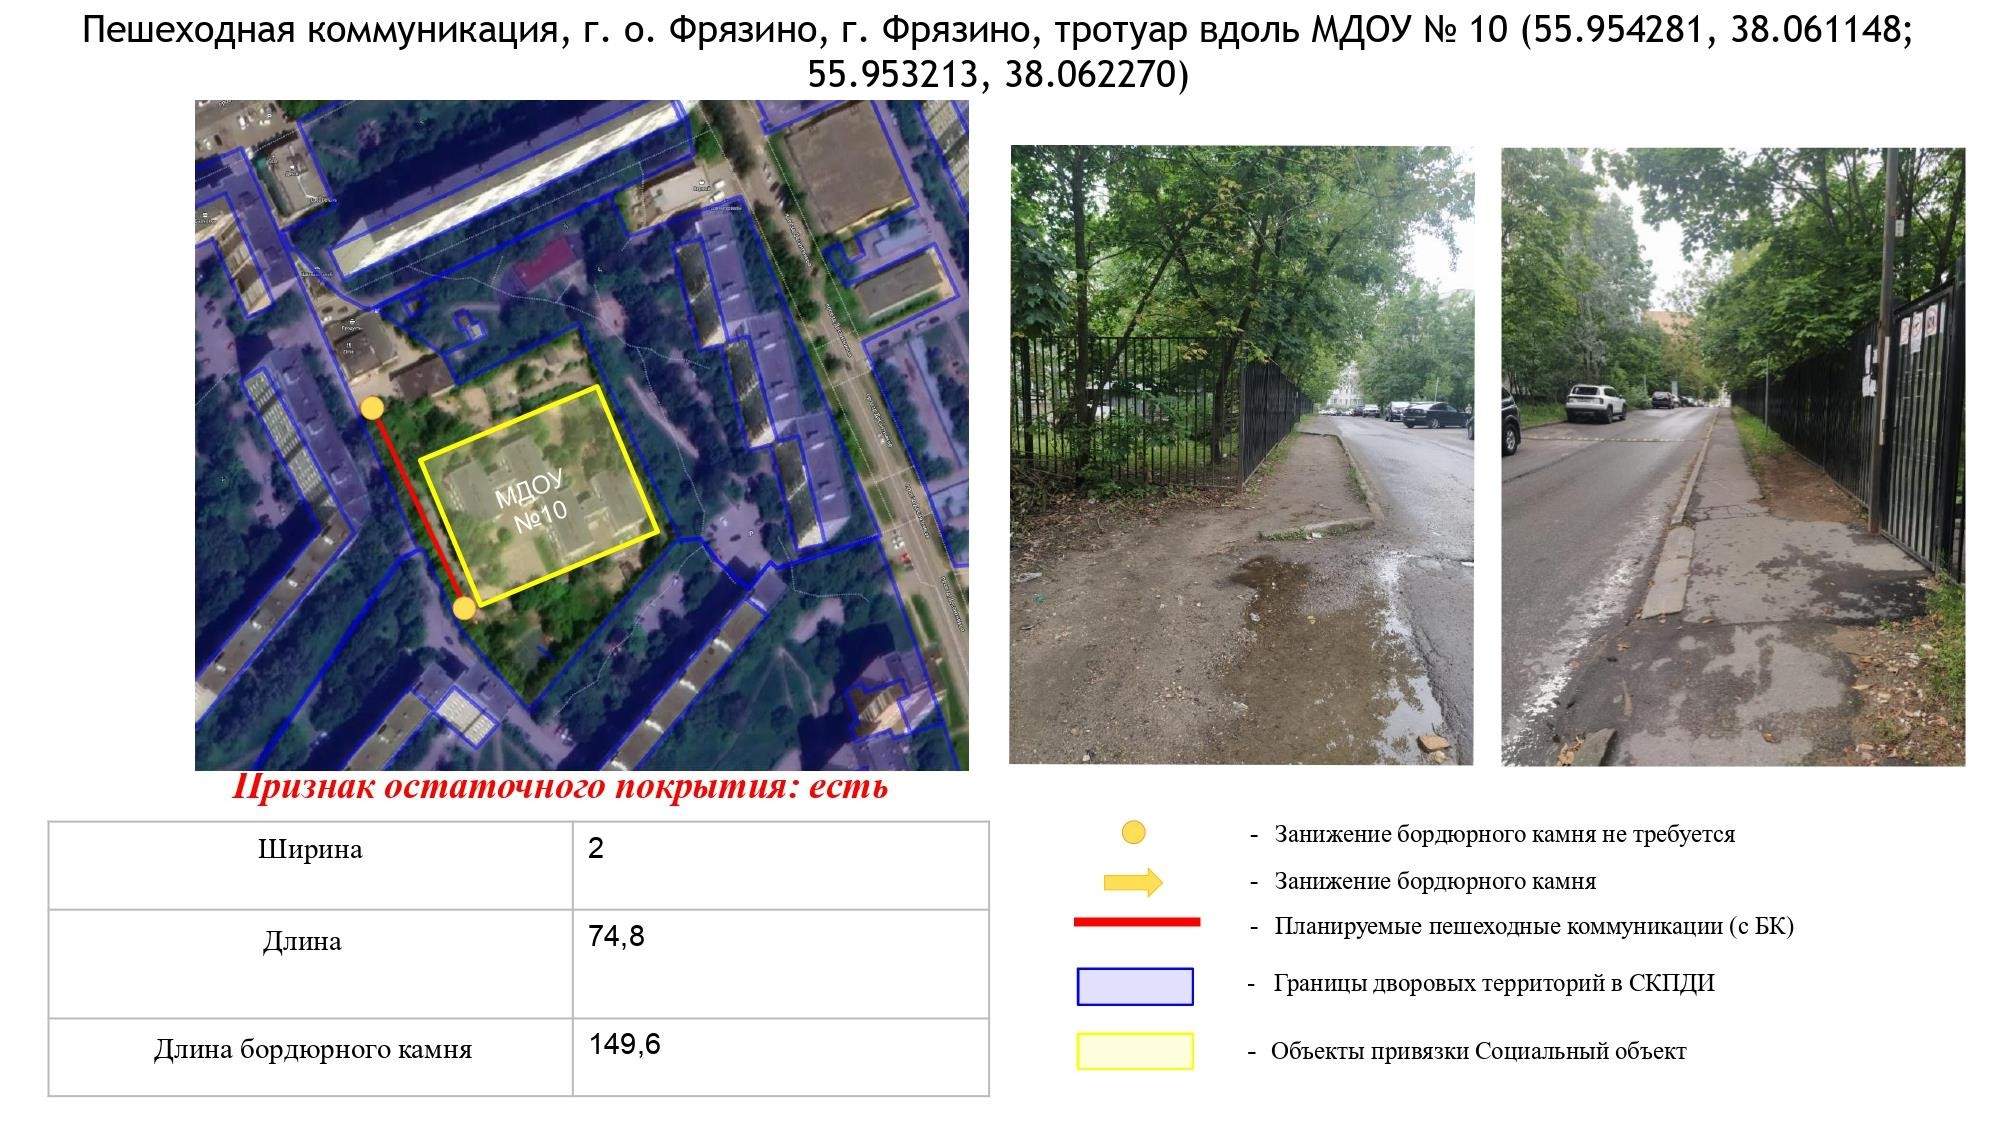 Пешеходная коммуникация, г. о. Фрязино, г. Фрязино, тротуар вдоль МДОУ № 10 (55.954281, 38.061148;
55.953213, 38.062270)
МДОУ
№10
Признак остаточного покрытия: есть
Ширина
2
Длина
74,8
Длина бордюрного камня
149,6
- Занижение бордюрного камня не требуется
- Занижение бордюрного камня
- Планируемые пешеходные коммуникации (с БК)
- Границы дворовых территорий в СКПДИ
- Объекты привязки Социальный объект